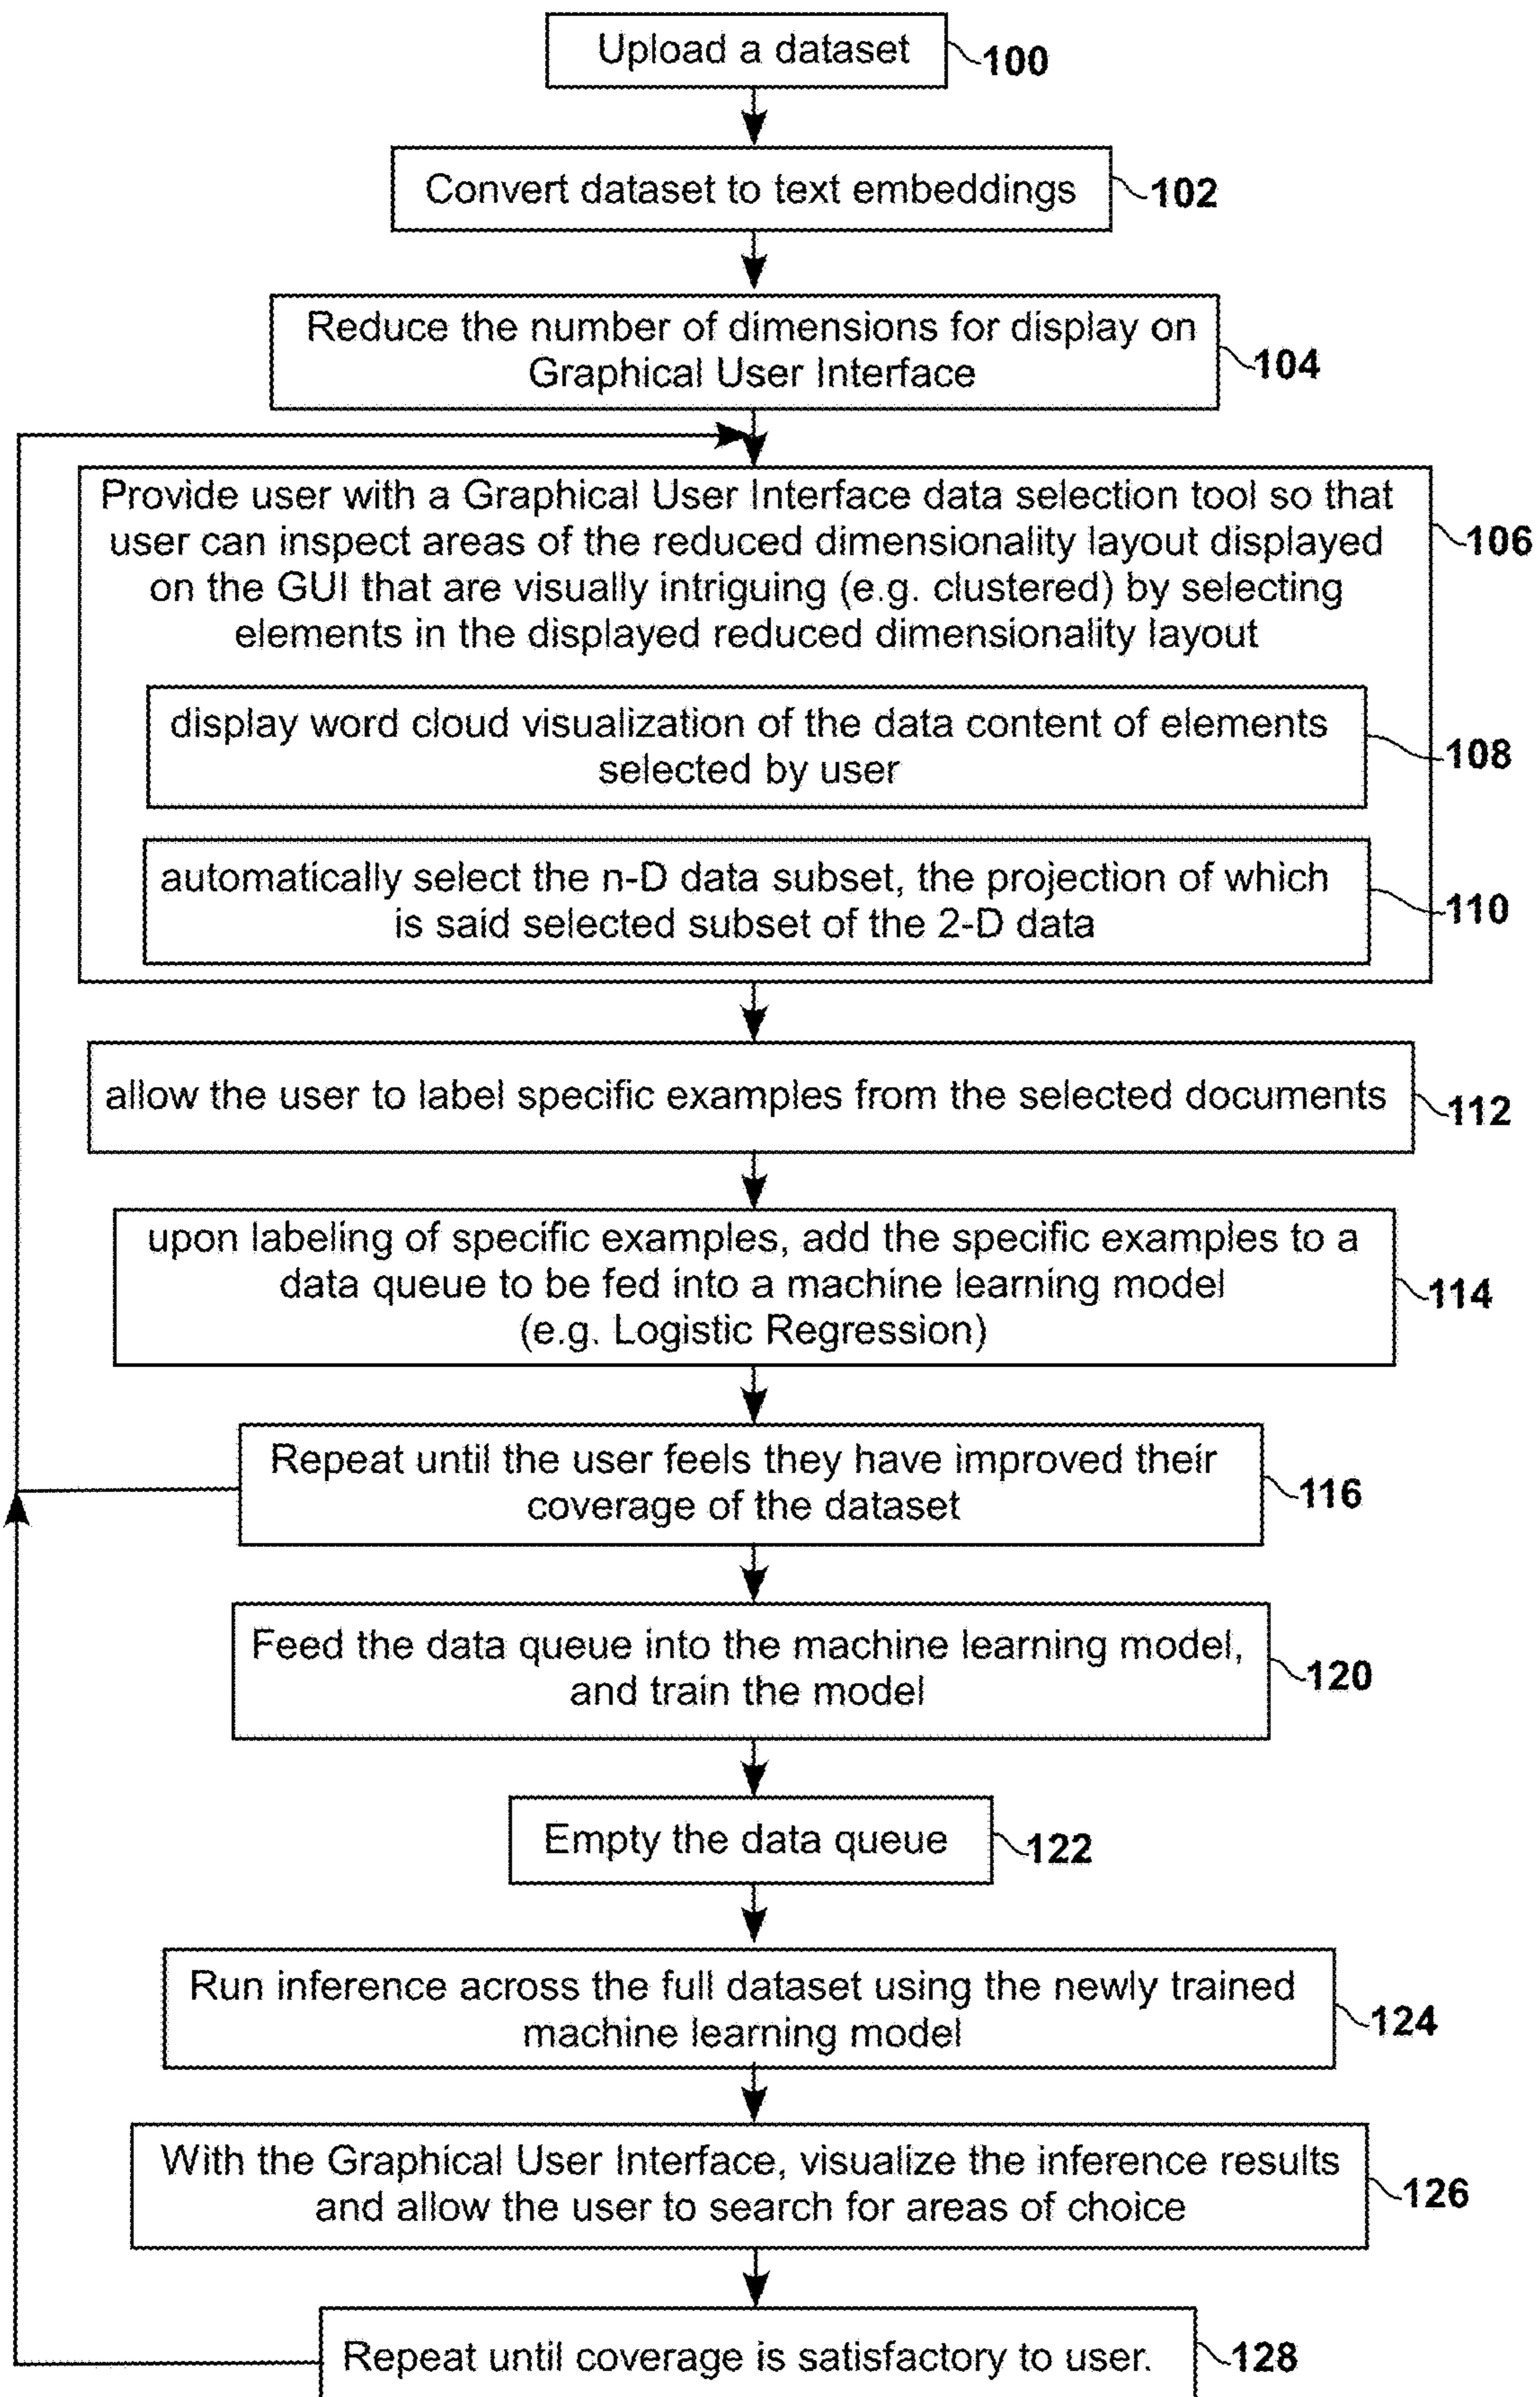 Upload a dataset
100
Convert dataset to text embeddings
102
Reduce the number of dimensions for display on
Graphical User Interface
104
Provide user with a Graphical User Interface data selection tool so that
user can inspect areas of the reduced dimensionality layout displayed
on the GUI that are visually intriguing (e.g. clustered) by selecting
elements in the displayed reduced dimensionality layout
106
display word cloud visualization of the data content of elements
selected by user
108
automatically select the n-D data subset, the projection of which
is said selected subset of the 2-D data
110
allow the user to label specific examples from the selected documents
112
upon labeling of specific examples, add the specific examples to a
data queue to be fed into a machine learning model
(e.g. Logistic Regression)
114
Repeat until the user feels they have improved their
coverage of the dataset
116
Feed the data queue into the machine learning model,
and train the model
120
Empty the data queue
122
Run inference across the full dataset using the newly trained
machine learning model
124
With the Graphical User Interface, visualize the inference results
and allow the user to search for areas of choice
126
Repeat until coverage is satisfactory to user.
128